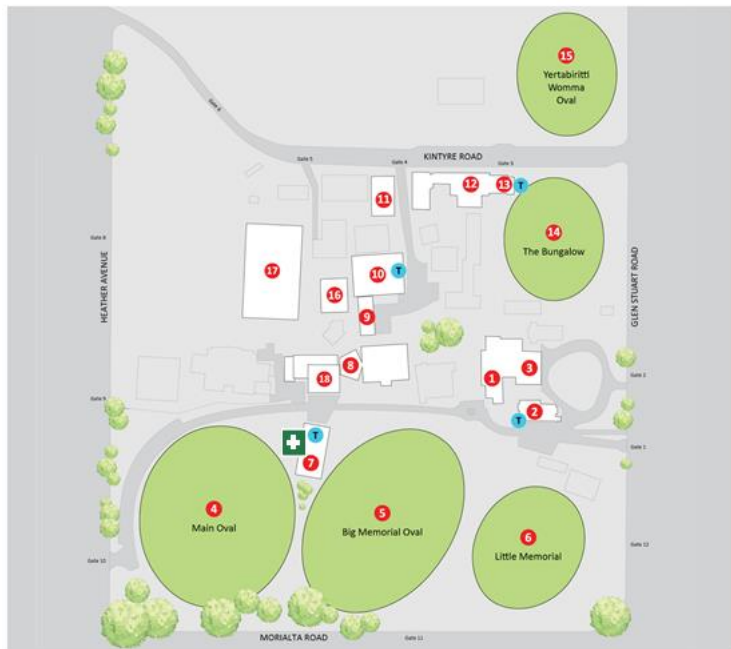 15
Yertabiritti
Womma
Oval
Gate 6
Gate 5
Gate 4
KINTYRE ROAD
Gate 3
12
13
T
11
14
The Bungalow
Gate 8
HEATHER AVENUE
GLEN STUART ROAD
17
10
T
16
9
8
18
1
3
Gate 2
2
T
Gate 9
Gate 1
T
7
4
Main Oval
5
Big Memorial Oval
6
Little Memorial
Gate 12
Gate 10
MORIALTA ROAD
Gate 11